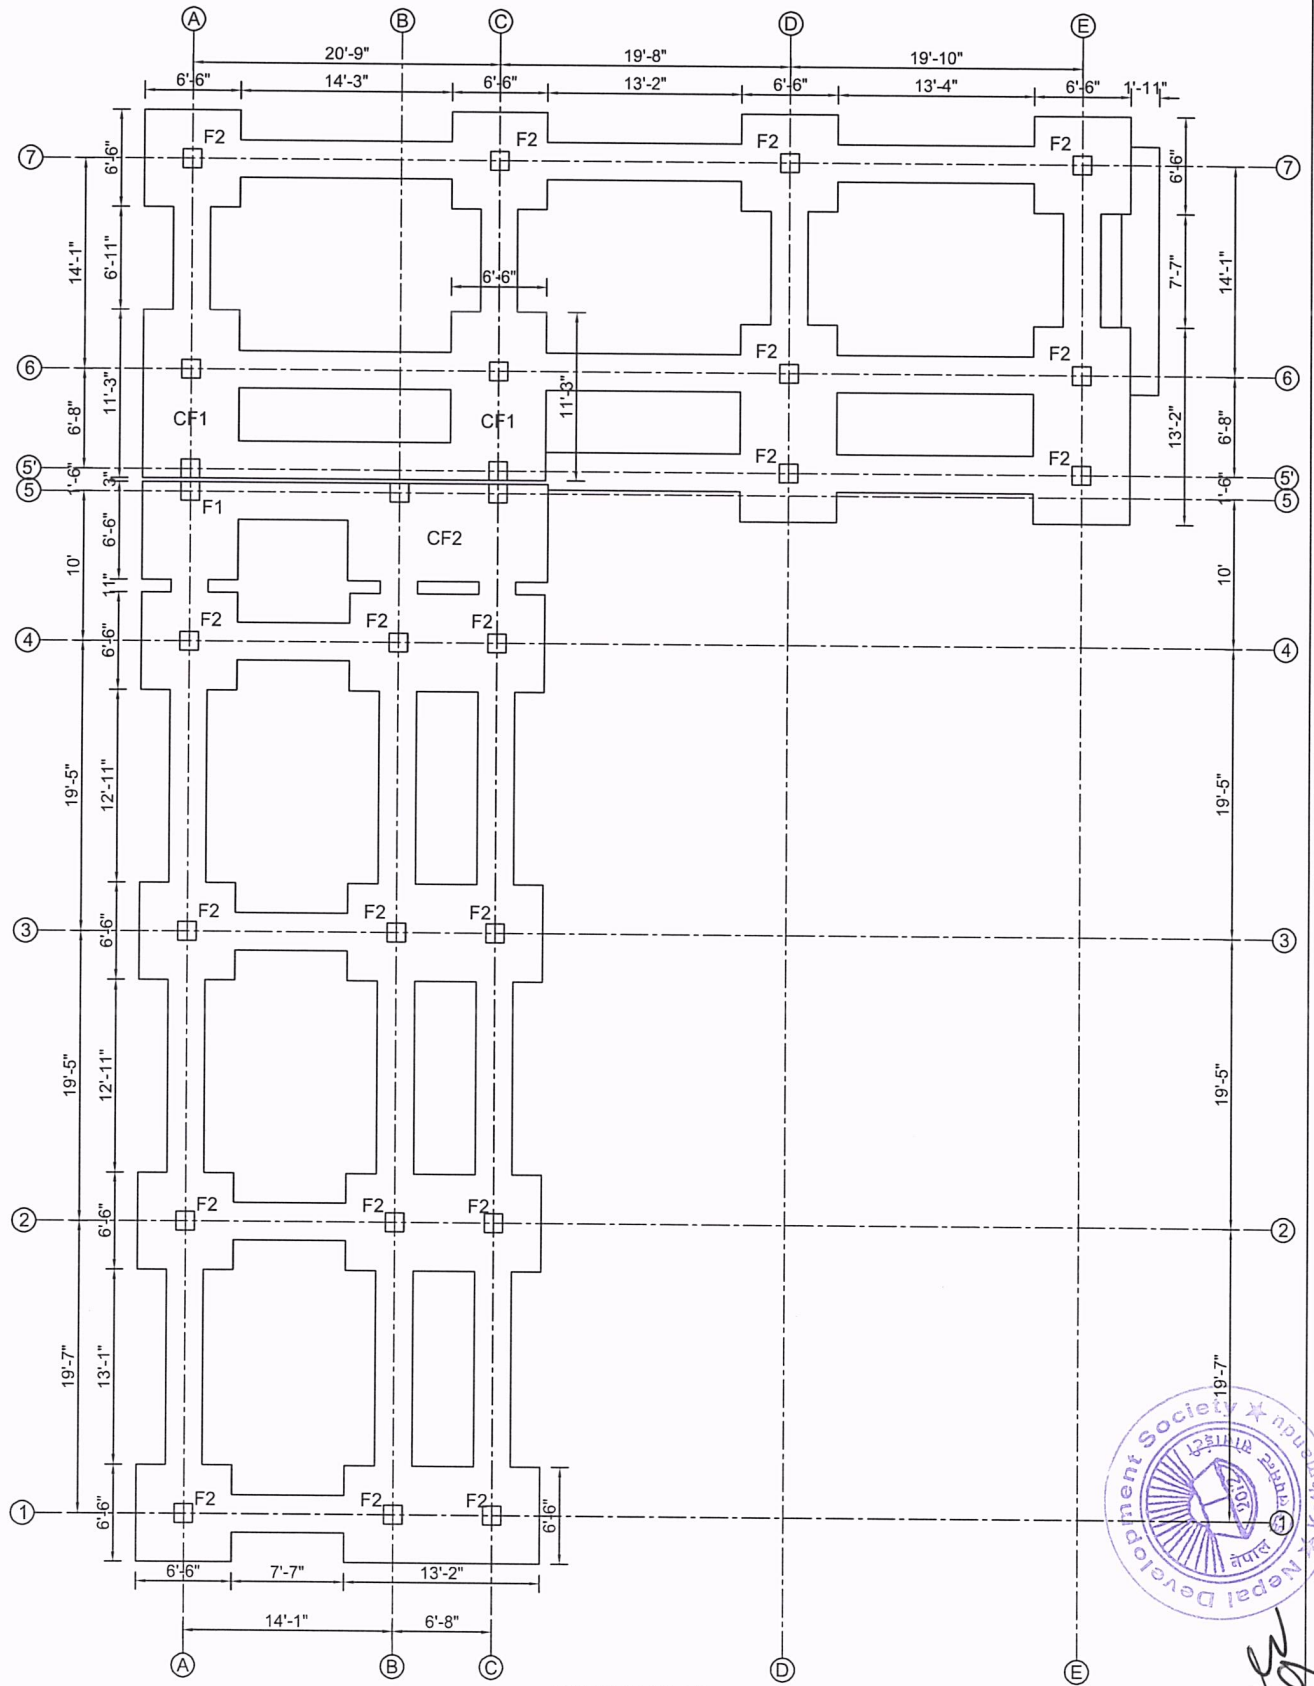 A B C D E
20'-9" 19'-8" 19'-10"
6'-6" 14'-3" 6'-6" 13'-2" 6'-6" 13'-4" 6'-6" 1'-11"
7 F2 F2 F2 F2 7
6'-6" 6'-6"
14'-1" 6'-11" 7'-7" 14'-1"
6'-6"
F2 F2
6 6
11'-3" 11'-3"
6'-8" CF1 CF1 13'-2" 6'-8"
F2 F2
5' 5'
1'-6" 3" 1'-6"
5 5
F1
6'-6" CF2
10' 10'
11"
F2 F2 F2
4 4
6'-6"
19'-5" 12'-11" 19'-5"
F2 F2 F2
3 3
6'-6"
19'-5" 12'-11" 19'-5"
F2 F2 F2
2 2
6'-6"
19'-7" 13'-1" 19'-7"
F2 F2 F2
1 1
6'-6" 6'-6"
6'-6" 7'-7" 13'-2"
14'-1" 6'-8"
A B C D E
Nepal Development Society
नेपाल
2012